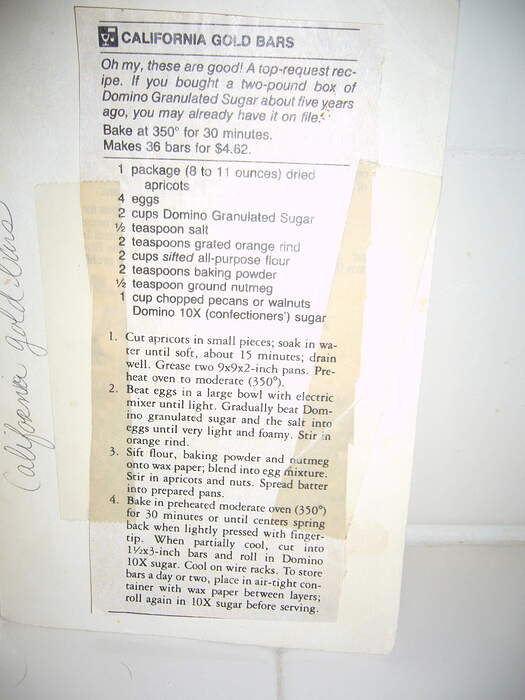 CALIFORNIA GOLD BARS
Oh my, these are good! A top-request rec-
ipe. If you bought a two-pound box of
Domino Granulated Sugar about five years
ago, you may already have it on file.
Bake at 350° for 30 minutes.
Makes 36 bars for $4.62.
1 package (8 to 11 ounces) dried
apricots
4 eggs
2 cups Domino Granulated Sugar
½ teaspoon salt
2 teaspoons grated orange rind
2 cups sifted all-purpose flour
2 teaspoons baking powder
½ teaspoon ground nutmeg
1 cup chopped pecans or walnuts
Domino 10X (confectioners') sugar
1. Cut apricots in small pieces; soak in wa-
ter until soft, about 15 minutes; drain
well. Grease two 9x9x2-inch pans. Pre-
heat oven to moderate (350°).
2. Beat eggs in a large bowl with electric
mixer until light. Gradually beat Dom-
ino granulated sugar and the salt into
eggs until very light and foamy. Stir in
orange rind.
3. Sift flour, baking powder and nutmeg
onto wax paper; blend into egg mixture.
Stir in apricots and nuts. Spread batter
into prepared pans.
4. Bake in preheated moderate oven (350°)
for 30 minutes or until centers spring
back when lightly pressed with finger-
tip. When partially cool, cut into
1½x3-inch bars and roll in Domino
10X sugar. Cool on wire racks. To store
bars a day or two, place in air-tight con-
tainer with wax paper between layers;
roll again in 10X sugar before serving.
California gold